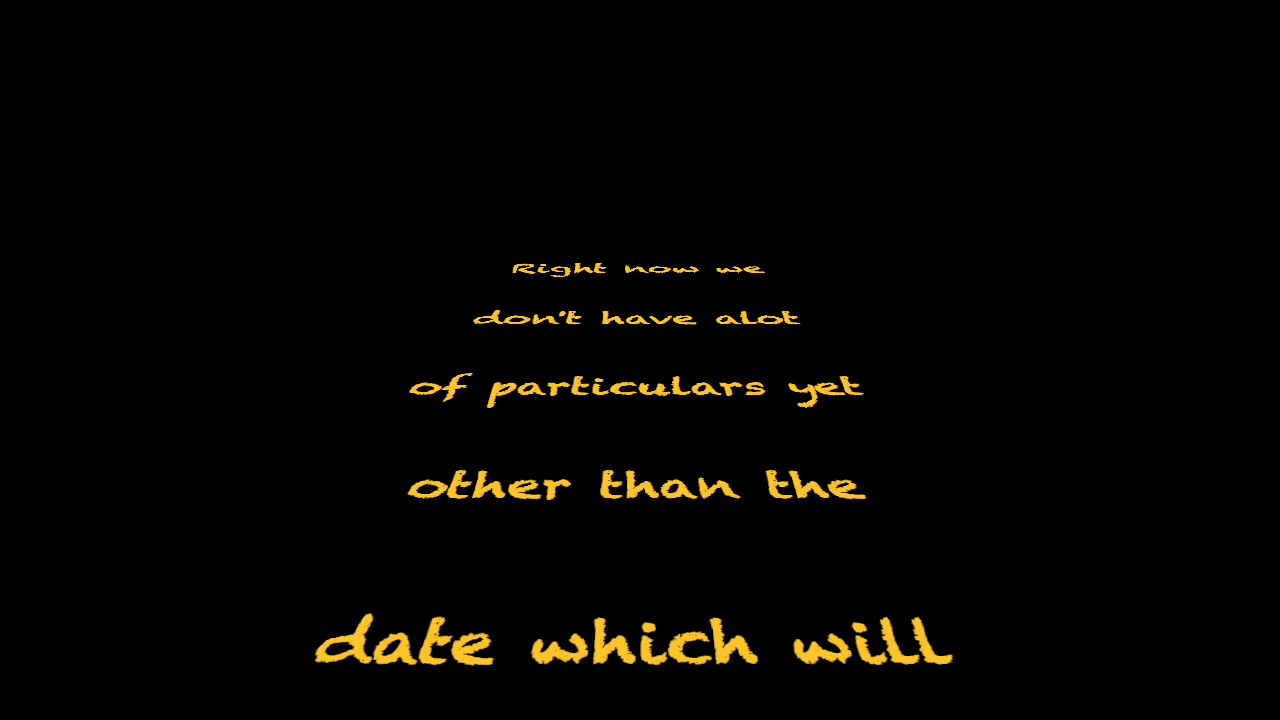 Right now we
don't have alot
of particulars yet
other than the
date which will